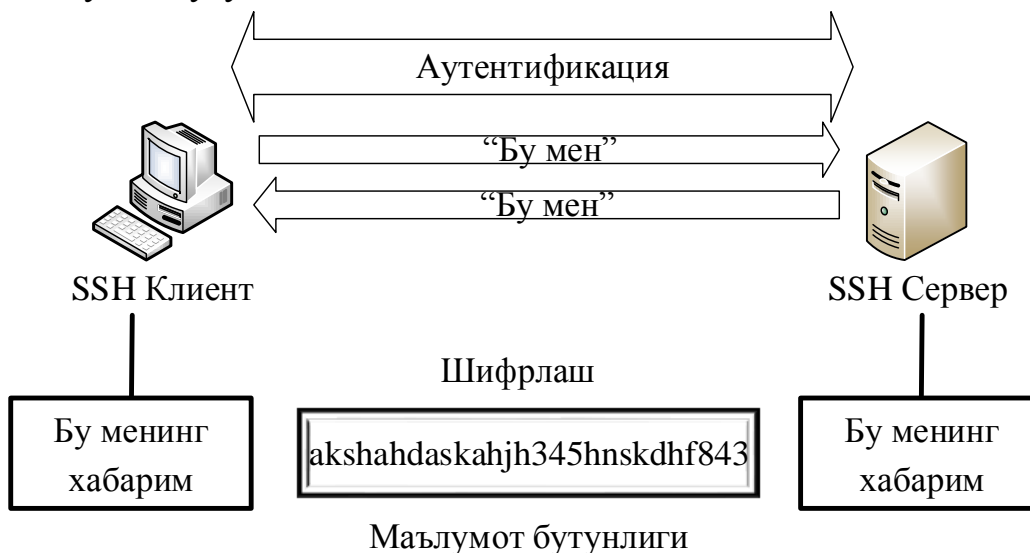 Аутентификация
“Бу мен”
“Бу мен”
SSH Клиент
SSH Сервер
Шифрлаш
Бу менинг
хабарим
akshahdaskahjh345hnskdhf843
Бу менинг
хабарим
Маълумот бутунлиги